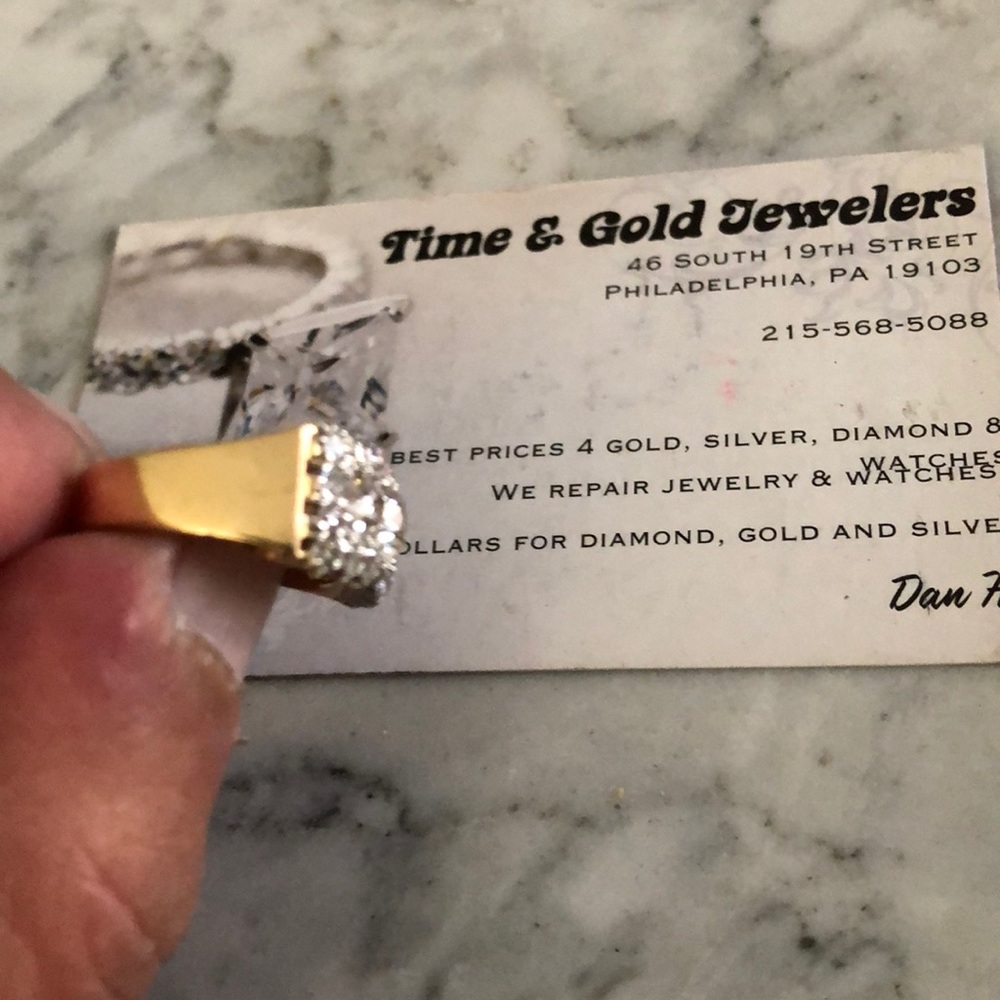 Time & Gold Jewelers
46 South 19th Street
Philadelphia, PA 19103
215-568-5088
Best Prices 4 Gold, Silver, Diamond &
Watches
We Repair Jewelry & Watches
ollars for Diamond, Gold and Silve
Dan